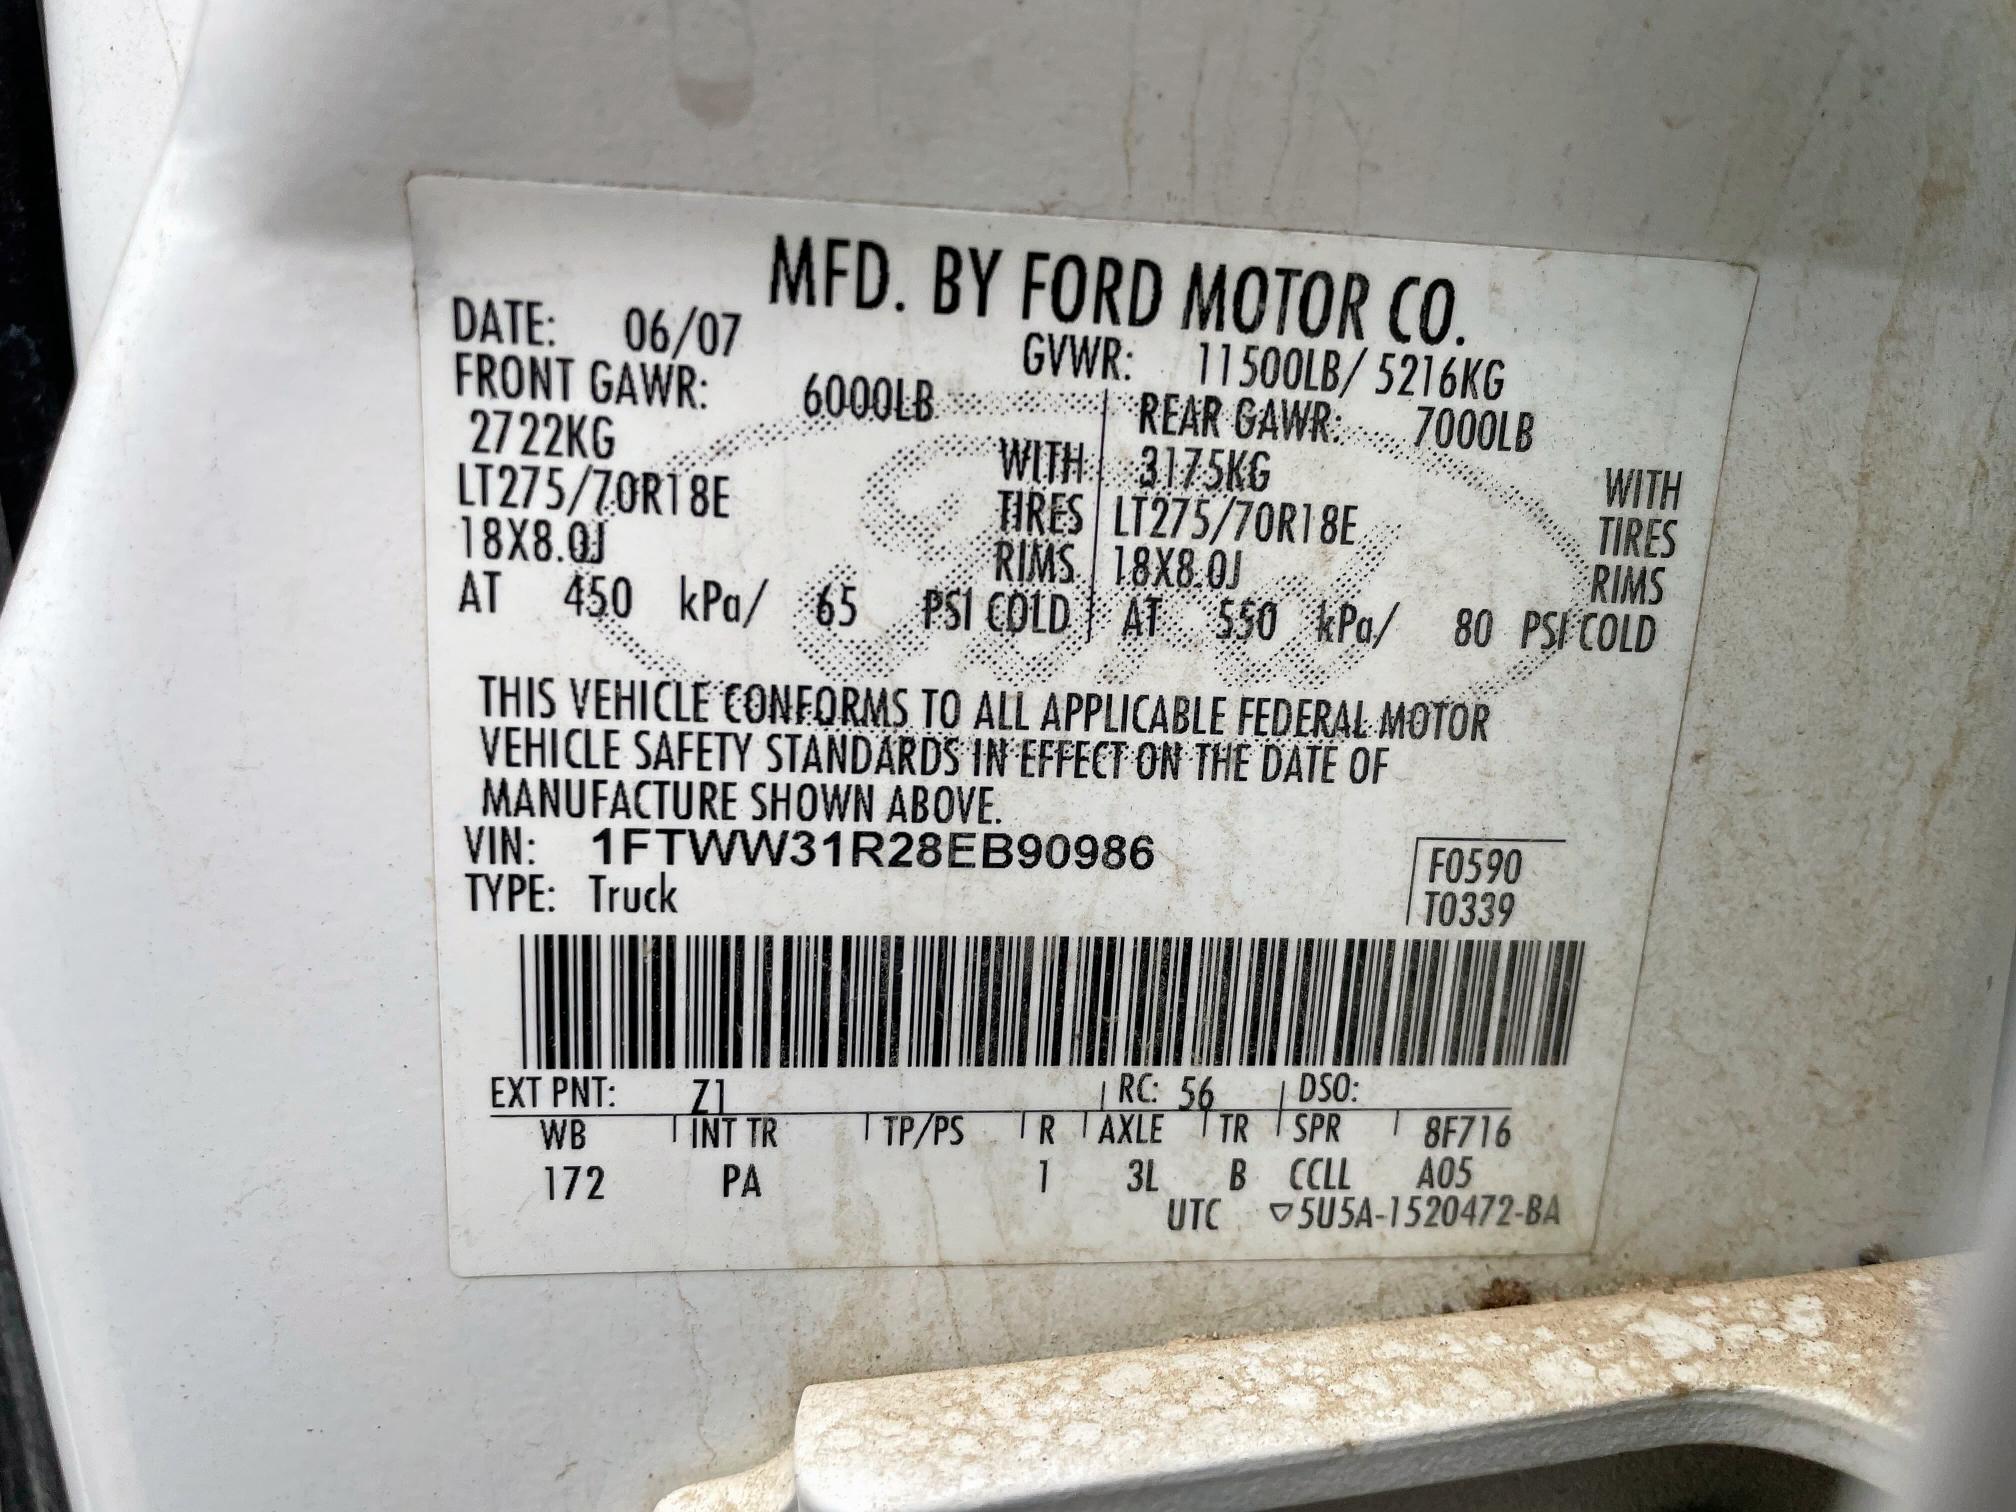 MFD. BY FORD MOTOR CO.
DATE: 06/07 GVWR: 11500LB/ 5216KG
FRONT GAWR: 6000LB REAR GAWR: 7000LB
2722KG WITH 3175KG WITH
LT275/70R18E TIRES LT275/70R18E TIRES
18X8.0J RIMS 18X8.0J RIMS
AT 450 kPa/ 65 PSI COLD AT 550 kPa/ 80 PSI COLD
THIS VEHICLE CONFORMS TO ALL APPLICABLE FEDERAL MOTOR
VEHICLE SAFETY STANDARDS IN EFFECT ON THE DATE OF
MANUFACTURE SHOWN ABOVE.
VIN: 1FTWW31R28EB90986 F0590
TYPE: Truck T0339
EXT PNT: Z1 RC: 56 DSO:
WB INT TR TP/PS R AXLE TR SPR 8F716
172 PA 1 3L B CCLL A05
UTC ▽5U5A-1520472-BA